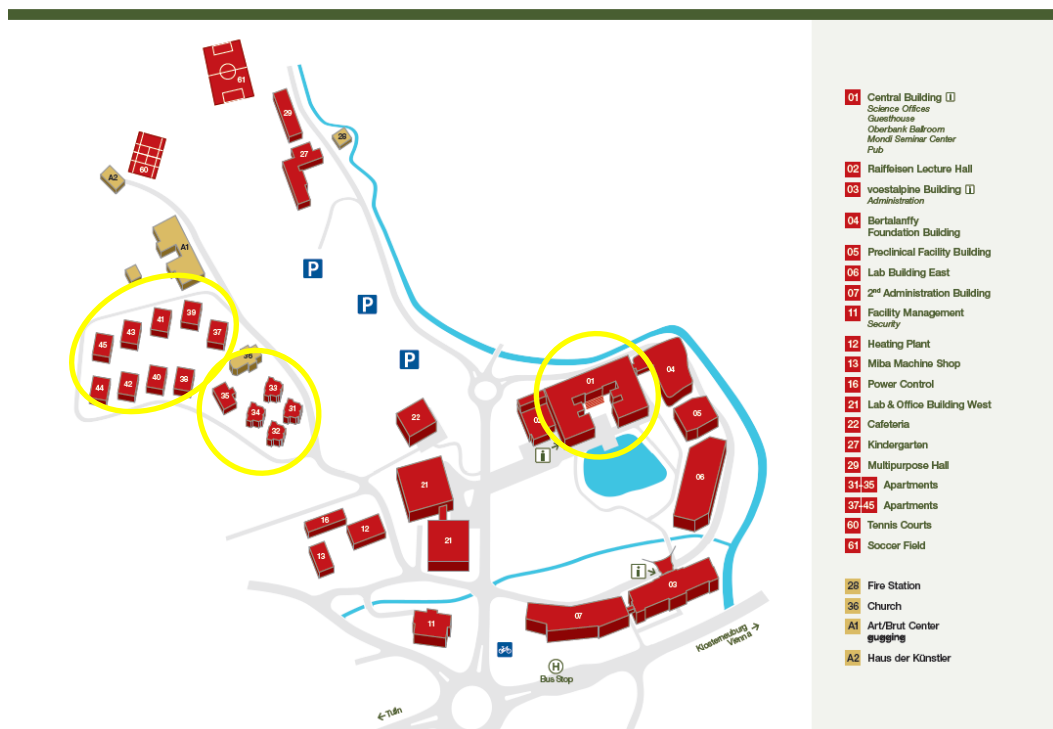 61
29
28
27
60
A2
A1
P
P
P
39
41
43
37
45
36
40
38
42
44
35
33
34
31
32
22
01
04
02
05
i
21
06
16
12
21
13
i
03
07
11
Klosterneuburg
Vienna
H
Bus Stop
Tulln
01 Central Building i
Science Offices
Guesthouse
Oberbank Ballroom
Mondi Seminar Center
Pub
02 Raiffeisen Lecture Hall
03 voestalpine Building i
Administration
04 Bertalanffy
Foundation Building
05 Preclinical Facility Building
06 Lab Building East
07 2nd Administration Building
11 Facility Management
Security
12 Heating Plant
13 Miba Machine Shop
16 Power Control
21 Lab & Office Building West
22 Cafeteria
27 Kindergarten
29 Multipurpose Hall
31-35 Apartments
37-45 Apartments
60 Tennis Courts
61 Soccer Field
28 Fire Station
36 Church
A1 Art/Brut Center
gugging
A2 Haus der Künstler